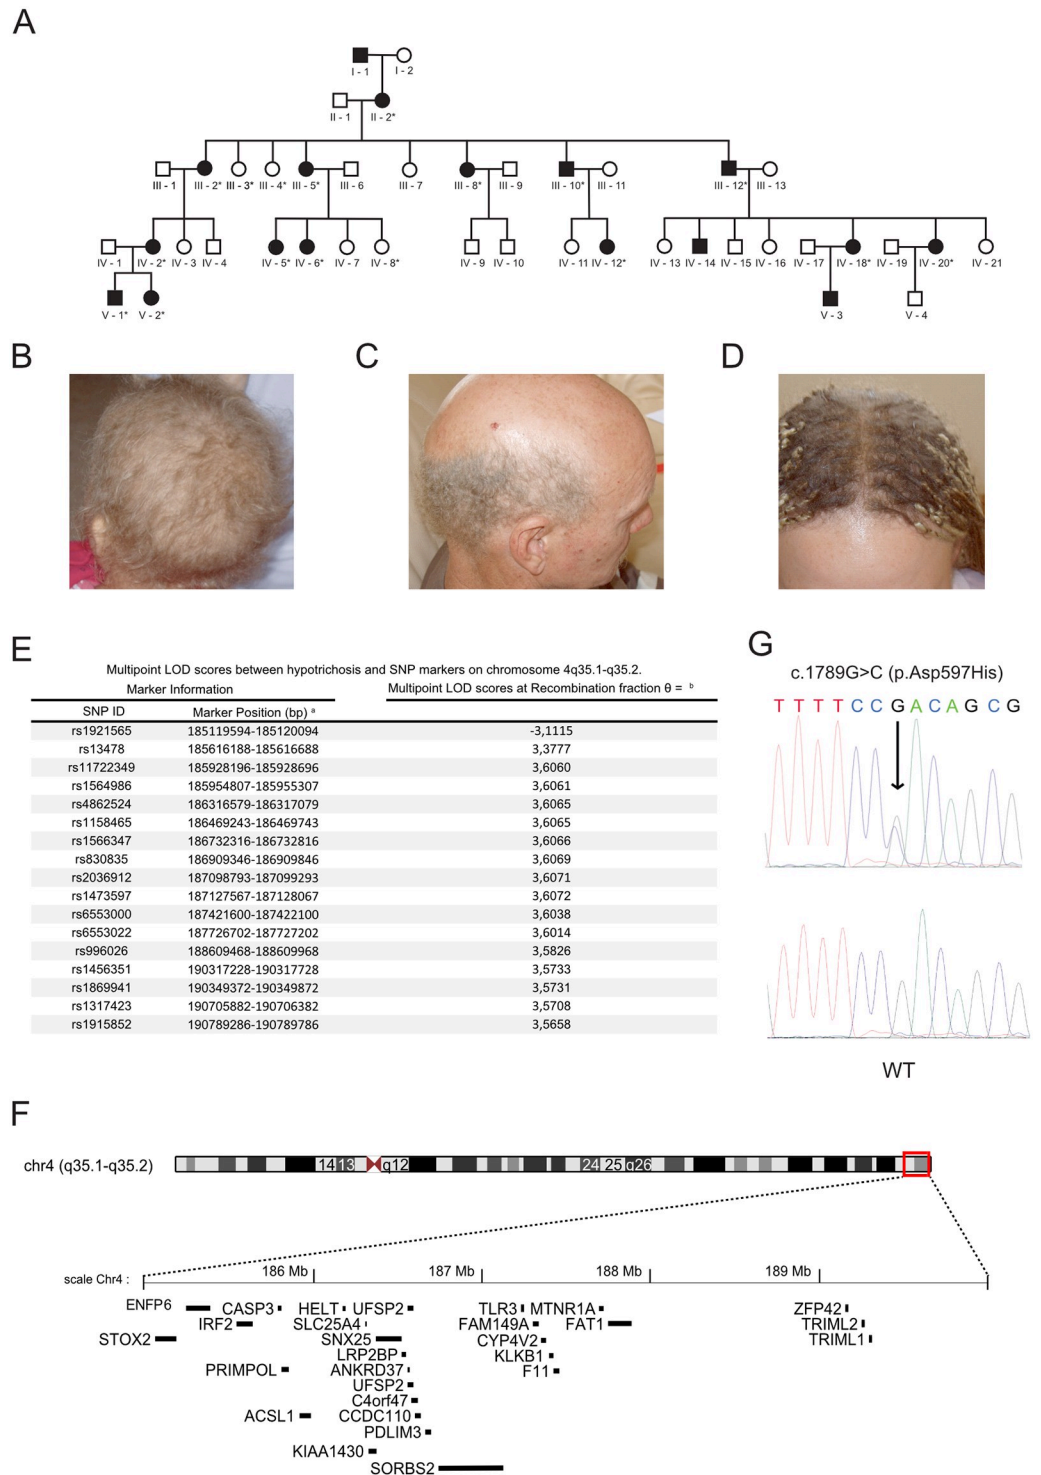 A
I - 1 I - 2
II - 1 II - 2*
III - 1 III - 2* III - 3* III - 4* III - 5* III - 6 III - 7 III - 8* III - 9 III - 10* III - 11 III - 12* III - 13
IV - 1 IV - 2* IV - 3 IV - 4 IV - 5* IV - 6* IV - 7 IV - 8* IV - 9 IV - 10 IV - 11 IV - 12* IV - 13 IV - 14 IV - 15 IV - 16 IV - 17 IV - 18* IV - 19 IV - 20* IV - 21
V - 1* V - 2* V - 3 V - 4
B C D
E
Multipoint LOD scores between hypotrichosis and SNP markers on chromosome 4q35.1-q35.2.
Marker Information Multipoint LOD scores at Recombination fraction θ = b
SNP ID Marker Position (bp) a
rs1921565 185119594-185120094 -3,1115
rs13478 185616188-185616688 3,3777
rs11722349 185928196-185928696 3,6060
rs1564986 185954807-185955307 3,6061
rs4862524 186316579-186317079 3,6065
rs1158465 186469243-186469743 3,6065
rs1566347 186732316-186732816 3,6066
rs830835 186909346-186909846 3,6069
rs2036912 187098793-187099293 3,6071
rs1473597 187127567-187128067 3,6072
rs6553000 187421600-187422100 3,6038
rs6553022 187726702-187727202 3,6014
rs996026 188609468-188609968 3,5826
rs1456351 190317228-190317728 3,5733
rs1869941 190349372-190349872 3,5731
rs1317423 190705882-190706382 3,5708
rs1915852 190789286-190789786 3,5658
G
c.1789G>C (p.Asp597His)
T T T T C C G A C A G C G
WT
F
chr4 (q35.1-q35.2) 14 13 q12 24 25 q26
scale Chr4 : 186 Mb 187 Mb 188 Mb 189 Mb
ENFP6 CASP3 HELT UFSP2 TLR3 MTNR1A ZFP42
IRF2 SLC25A4 FAM149A FAT1 TRIML2
STOX2 SNX25 CYP4V2 TRIML1
LRP2BP KLKB1
PRIMPOL ANKRD37 F11
UFSP2
C4orf47
ACSL1 CCDC110
PDLIM3
KIAA1430
SORBS2